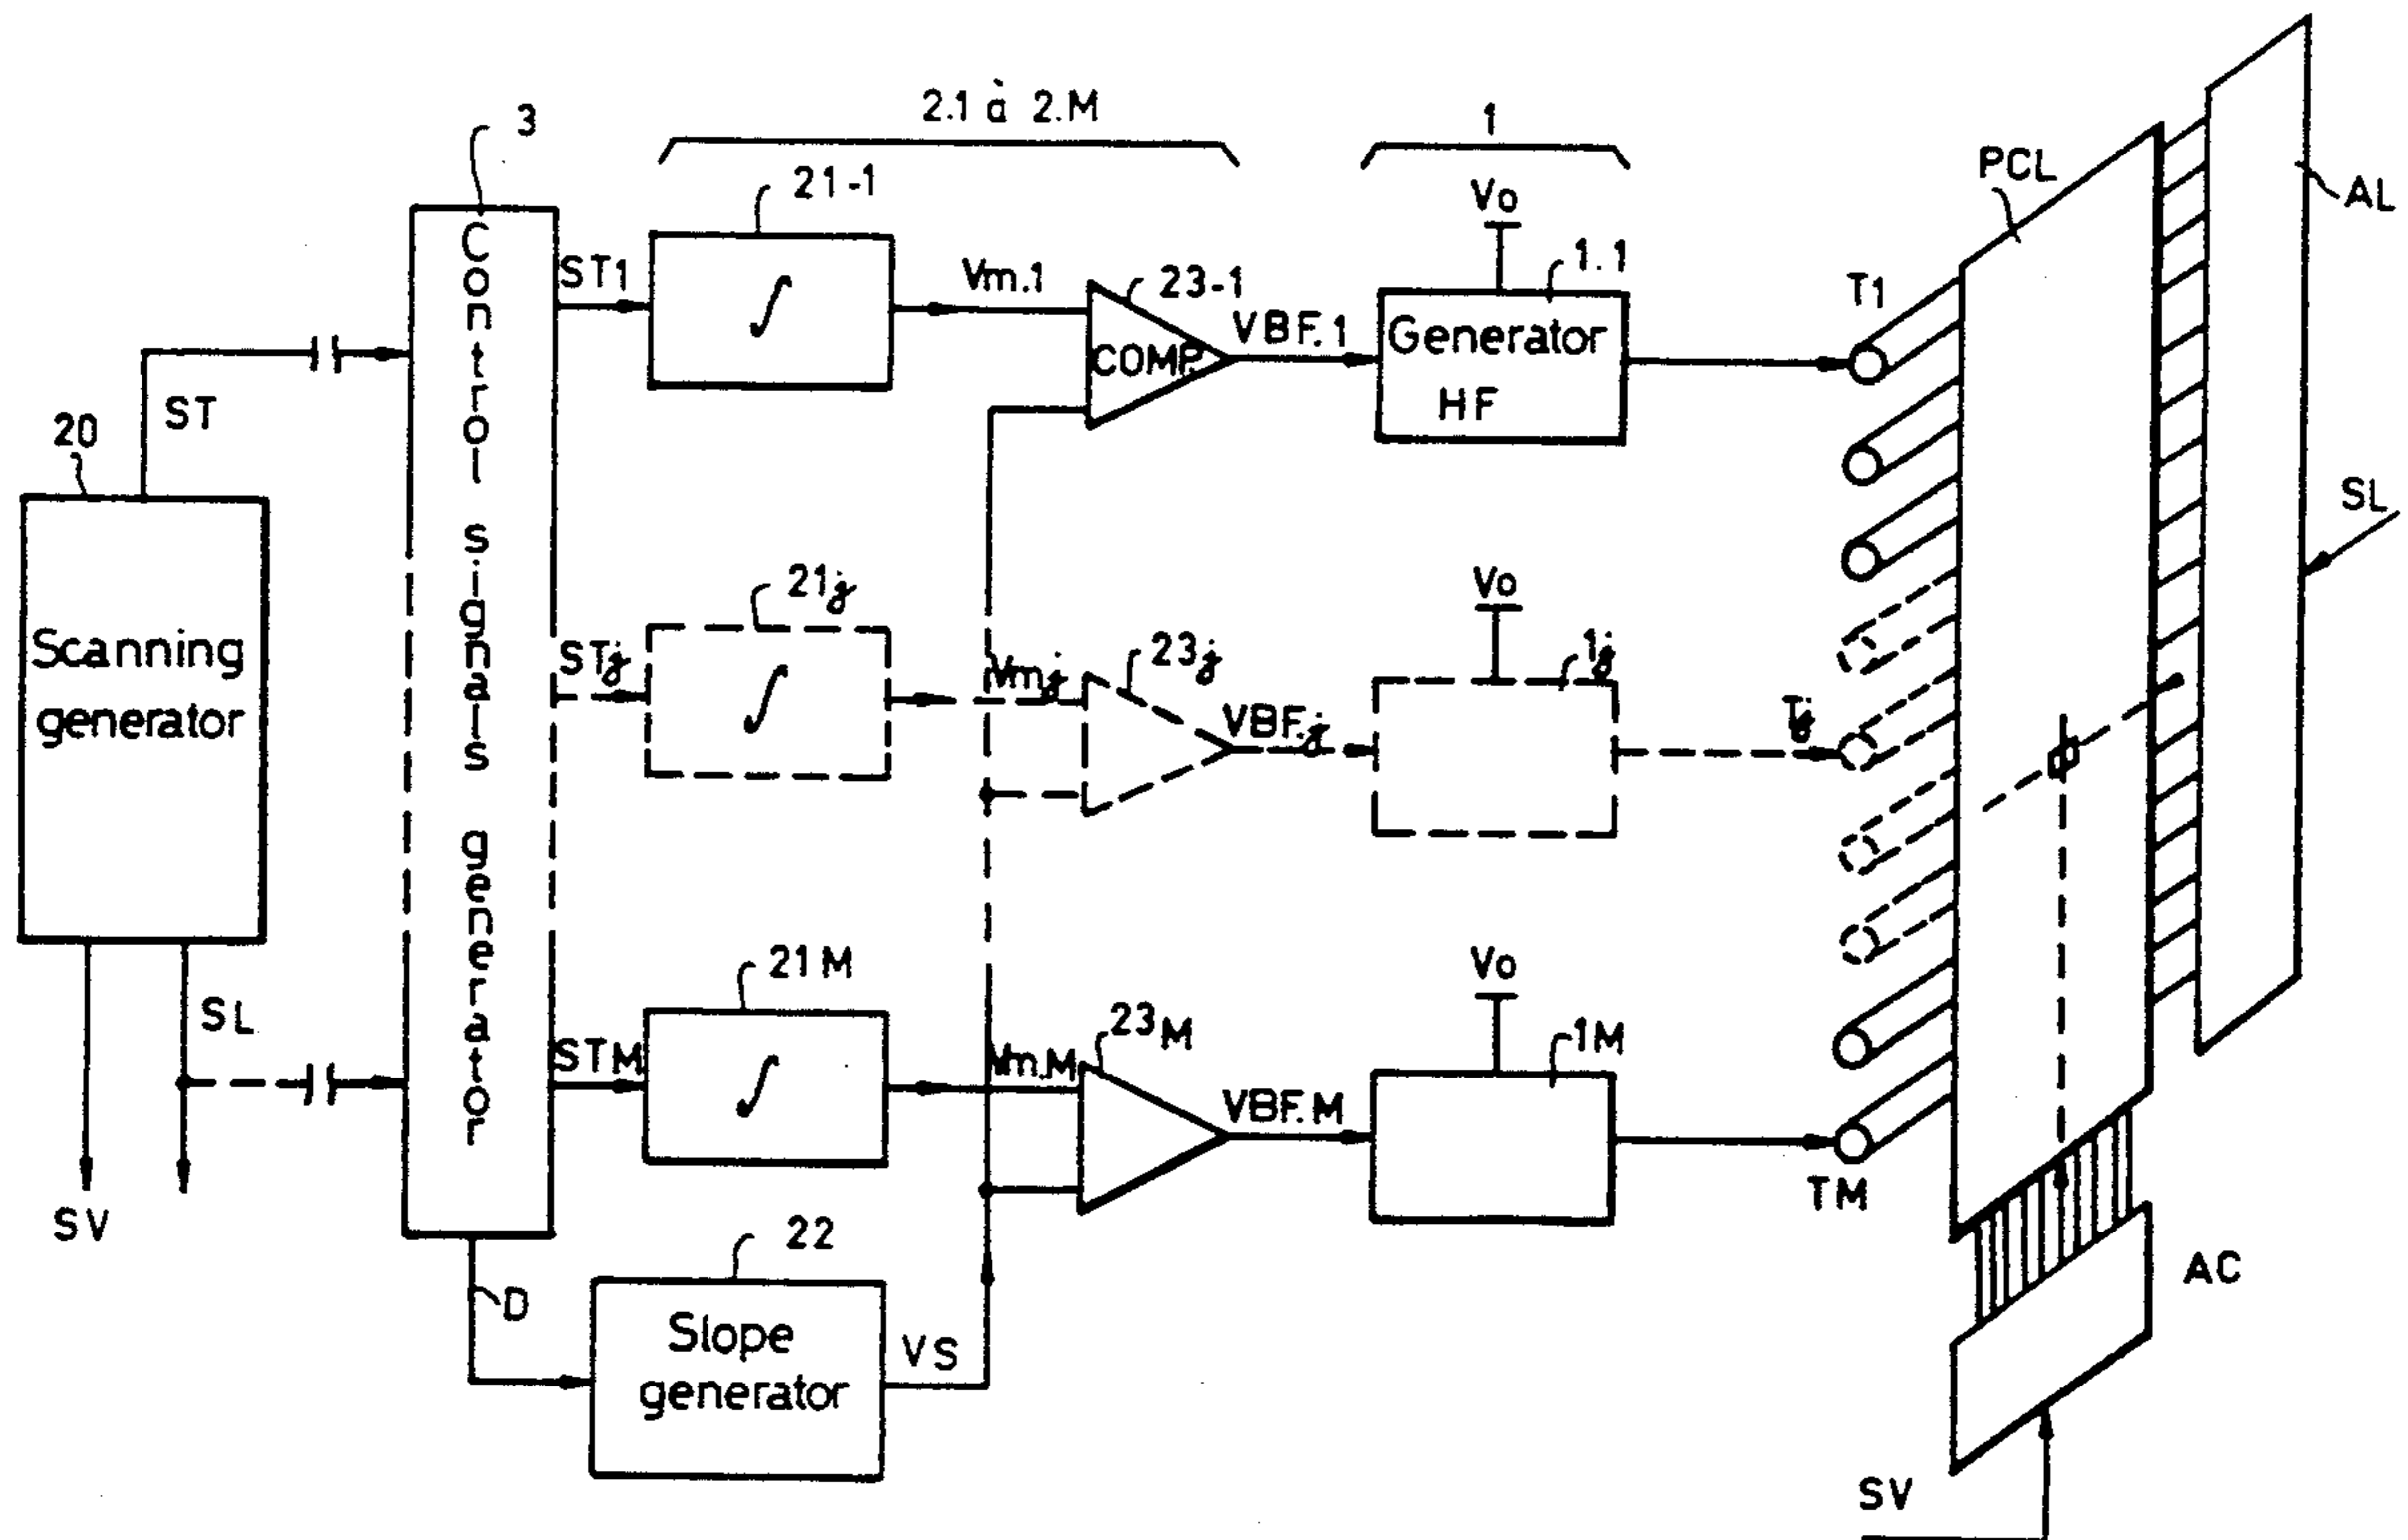 3
2.1 à 2.M
1
21-1
Vo
PCL
AL
ST1
∫
Vm.1
23-1
COMP.
VBF.1
1.1
Generator
HF
T1
ST
20
Scanning
generator
Control signals generator
SL
21j
Vo
STj
∫
Vm.j
23j
VBF.j
1j
Tj
21M
Vo
SL
STM
∫
Vm.M
23M
VBF.M
1M
TM
SV
22
D
Slope
generator
VS
AC
SV